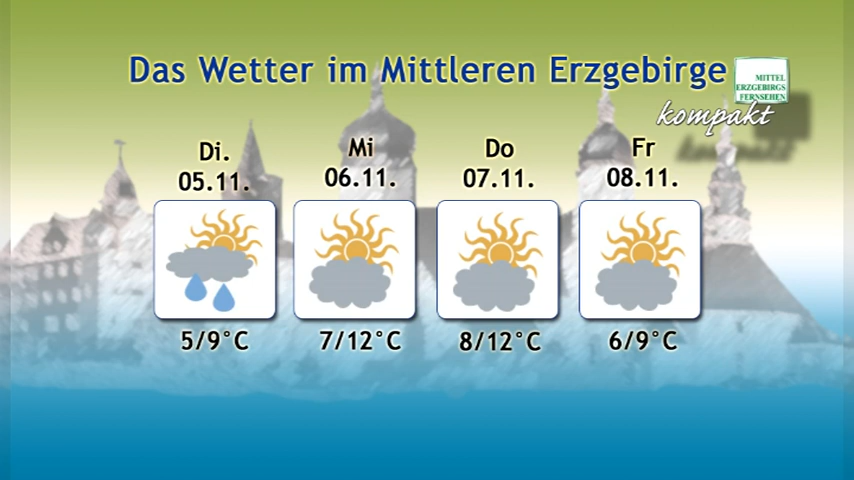 Das Wetter im Mittleren Erzgebirge
MITTEL
ERZGEBIRGS
FERNSEHEN
kompakt
Di. Mi Do Fr
05.11. 06.11. 07.11. 08.11.
5/9°C 7/12°C 8/12°C 6/9°C